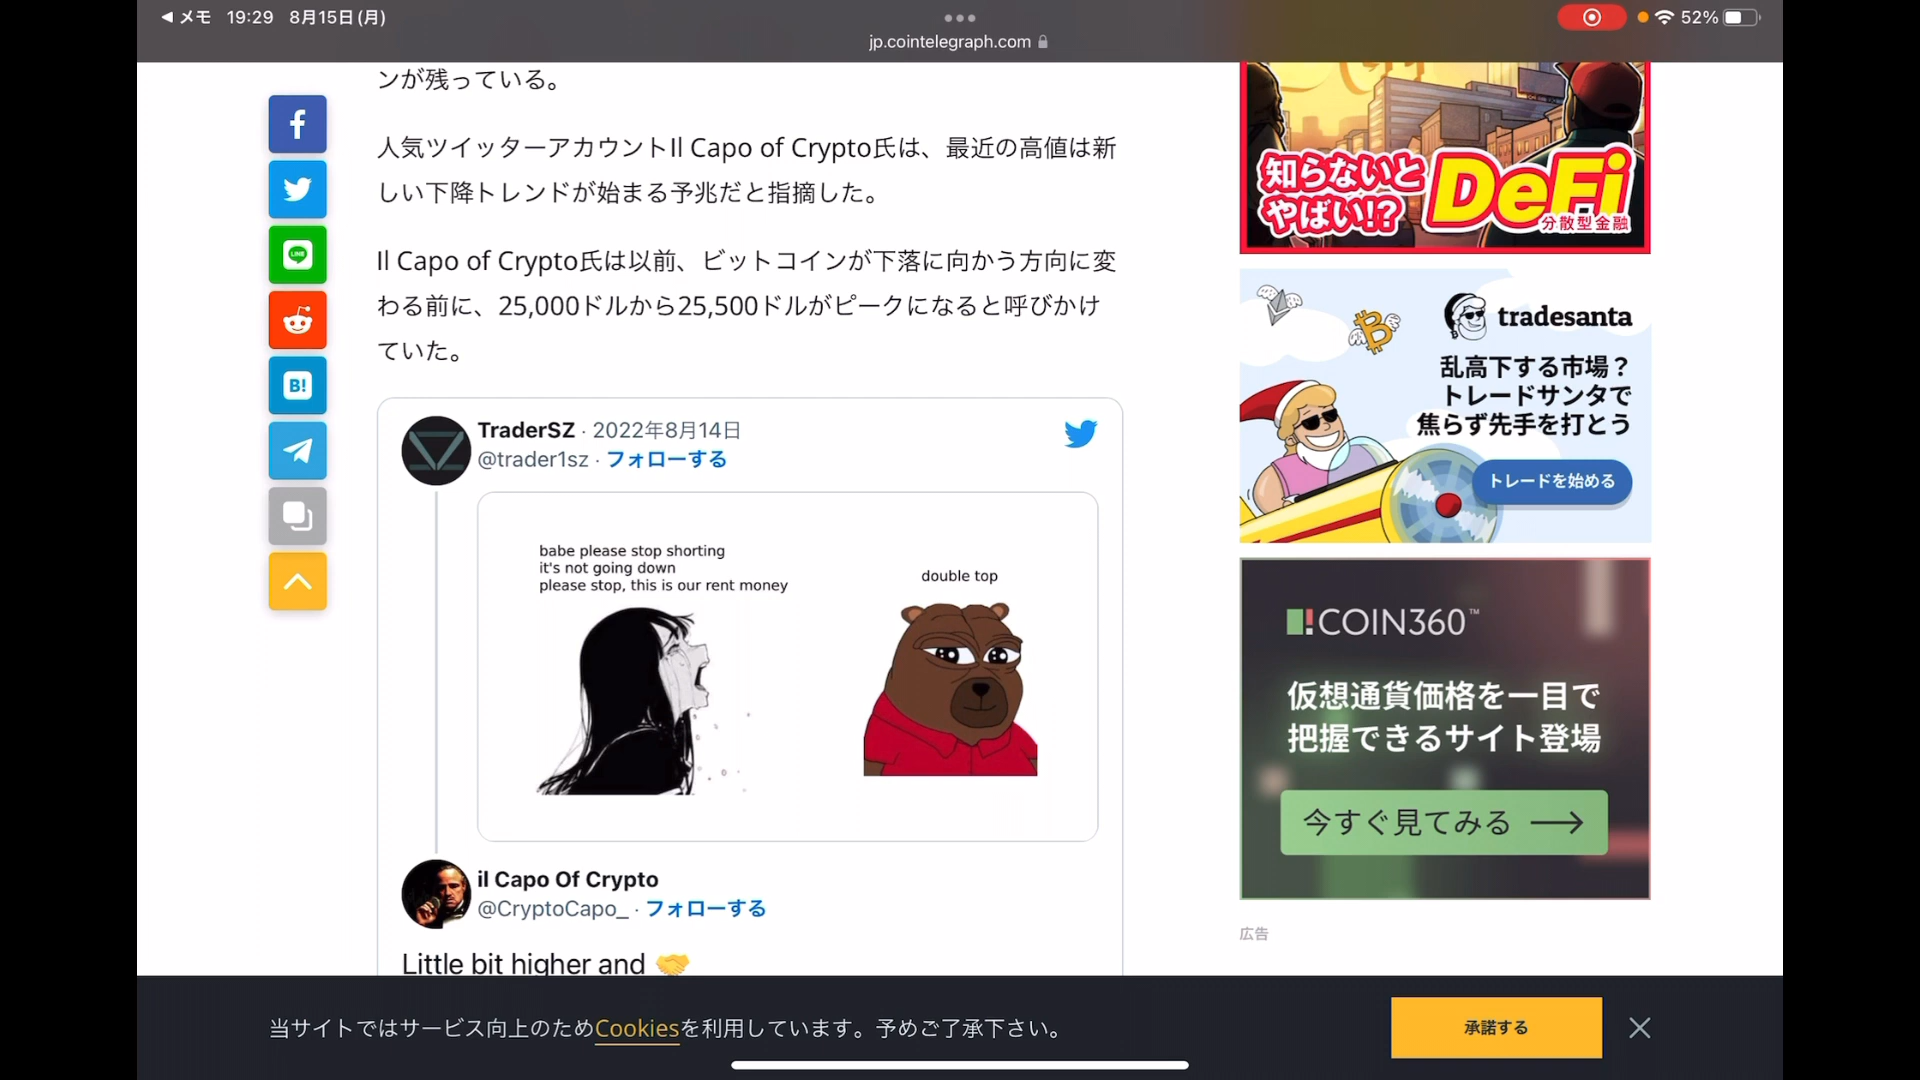 ◀ メモ 19:29 8月15日(月)
52%
jp.cointelegraph.com
ンが残っている。
人気ツイッターアカウントIl Capo of Crypto氏は、最近の高値は新
しい下降トレンドが始まる予兆だと指摘した。
Il Capo of Crypto氏は以前、ビットコインが下落に向かう方向に変
わる前に、25,000ドルから25,500ドルがピークになると呼びかけ
ていた。
LINE
B!
TraderSZ · 2022年8月14日
@trader1sz · フォローする
babe please stop shorting
it's not going down
please stop, this is our rent money
double top
il Capo Of Crypto
@CryptoCapo_ · フォローする
Little bit higher and 🤝
知らないと
やばい!?
DeFi
分散型金融
tradesanta
乱高下する市場？
トレードサンタで
焦らず先手を打とう
トレードを始める
COIN360™
仮想通貨価格を一目で
把握できるサイト登場
今すぐ見てみる →
広告
当サイトではサービス向上のためCookiesを利用しています。予めご了承下さい。
承諾する